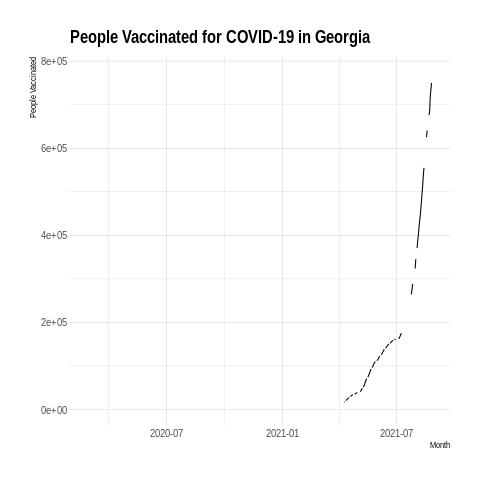 People Vaccinated for COVID-19 in Georgia
People Vaccinated
8e+05
6e+05
4e+05
2e+05
0e+00
2020-07 2021-01 2021-07
Month